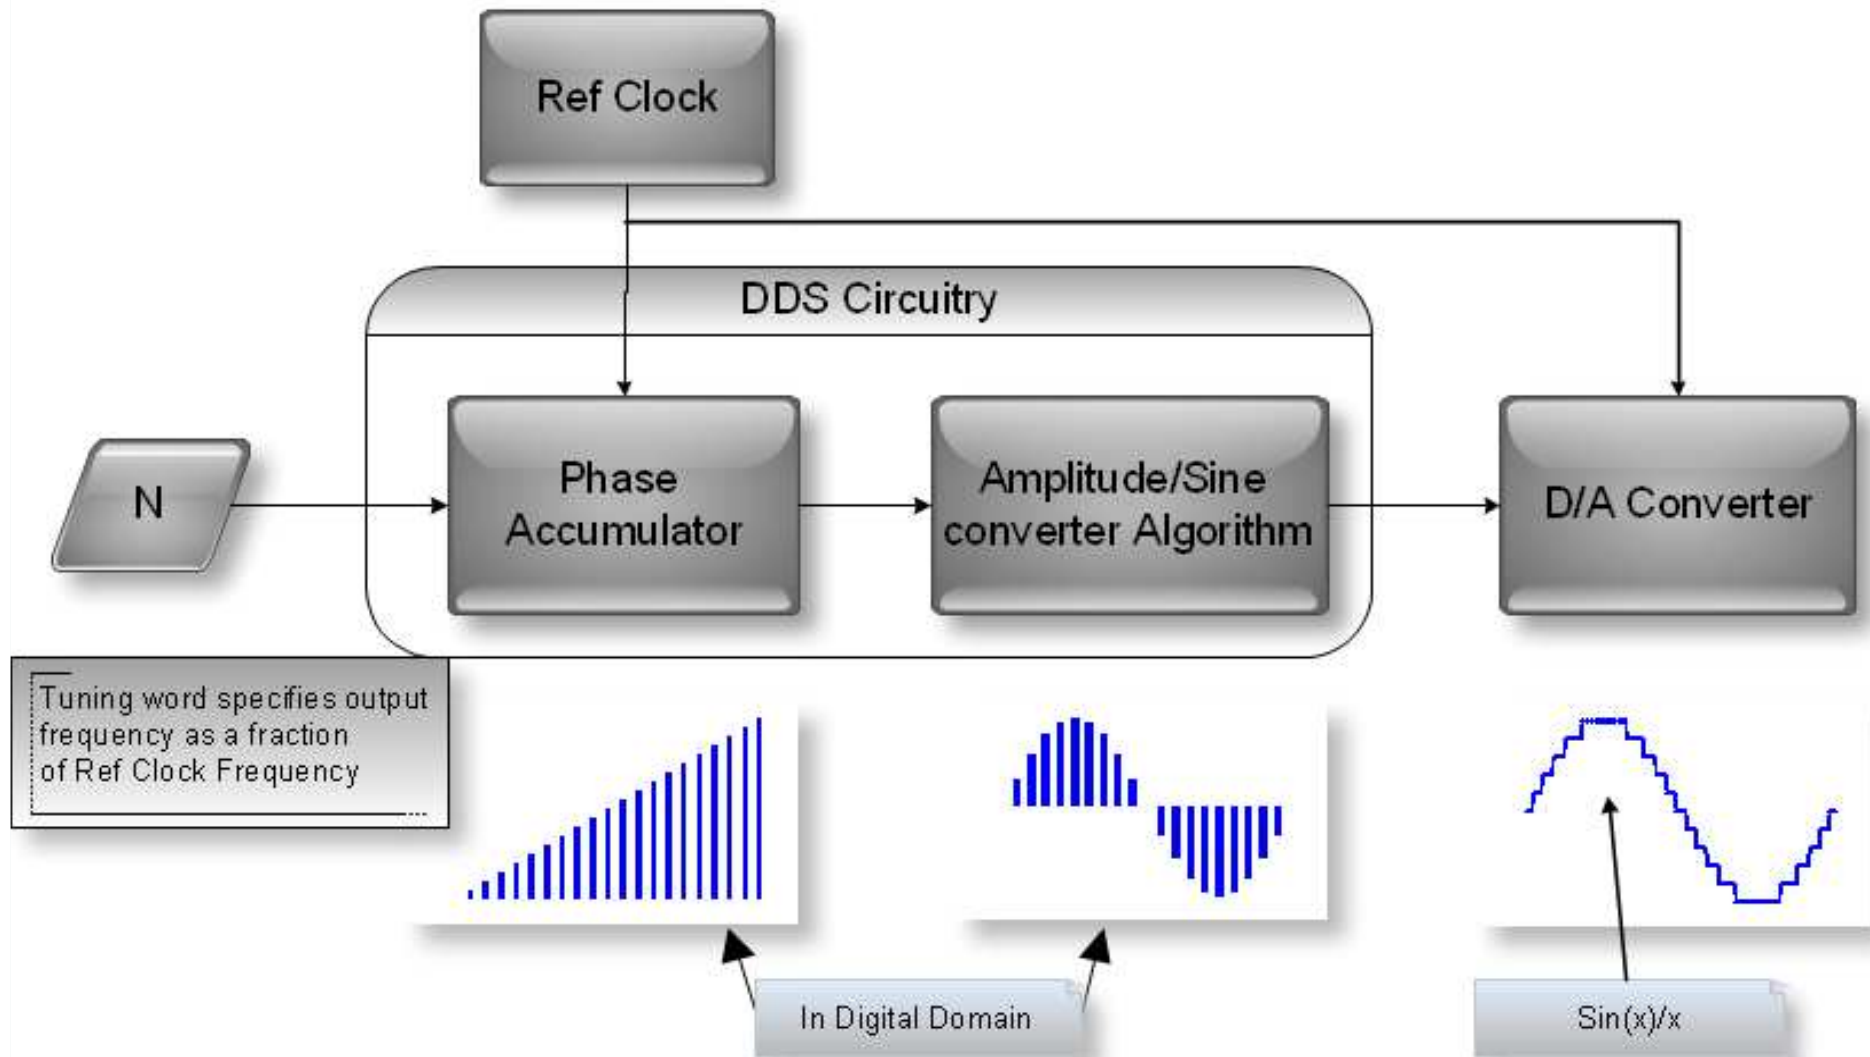 Ref Clock
DDS Circuitry
N
Phase
Accumulator
Amplitude/Sine
converter Algorithm
D/A Converter
Tuning word specifies output
frequency as a fraction
of Ref Clock Frequency
In Digital Domain
Sin(x)/x